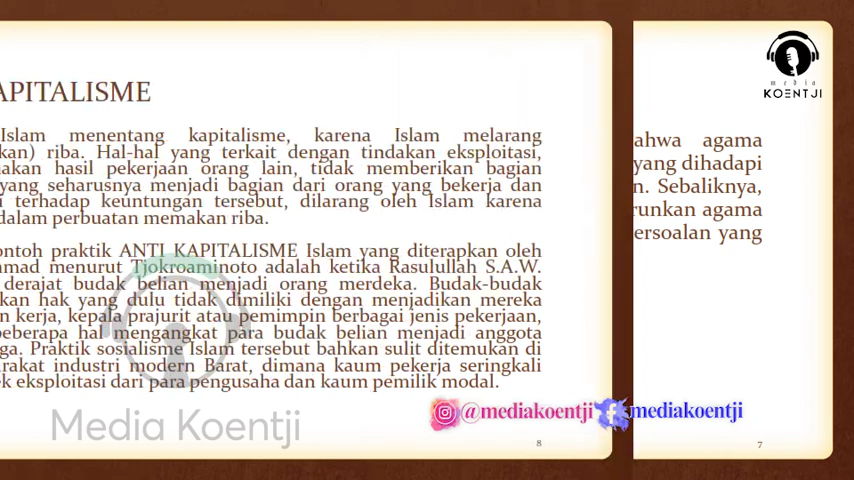 APITALISME
Islam menentang kapitalisme, karena Islam melarang
kan) riba. Hal-hal yang terkait dengan tindakan eksploitasi,
akan hasil pekerjaan orang lain, tidak memberikan bagian
yang seharusnya menjadi bagian dari orang yang bekerja dan
i terhadap keuntungan tersebut, dilarang oleh Islam karena
dalam perbuatan memakan riba.
ontoh praktik ANTI KAPITALISME Islam yang diterapkan oleh
amad menurut Tjokroaminoto adalah ketika Rasulullah S.A.W.
derajat budak belian menjadi orang merdeka. Budak-budak
kan hak yang dulu tidak dimiliki dengan menjadikan mereka
n kerja, kepala prajurit atau pemimpin berbagai jenis pekerjaan,
beberapa hal mengangkat para budak belian menjadi anggota
ga. Praktik sosialisme Islam tersebut bahkan sulit ditemukan di
arakat industri modern Barat, dimana kaum pekerja seringkali
ek eksploitasi dari para pengusaha dan kaum pemilik modal.
8
ahwa agama
yang dihadapi
n. Sebaliknya,
runkan agama
ersoalan yang
7
media
KOENTJI
Media Koentji
@mediakoentji
mediakoentji